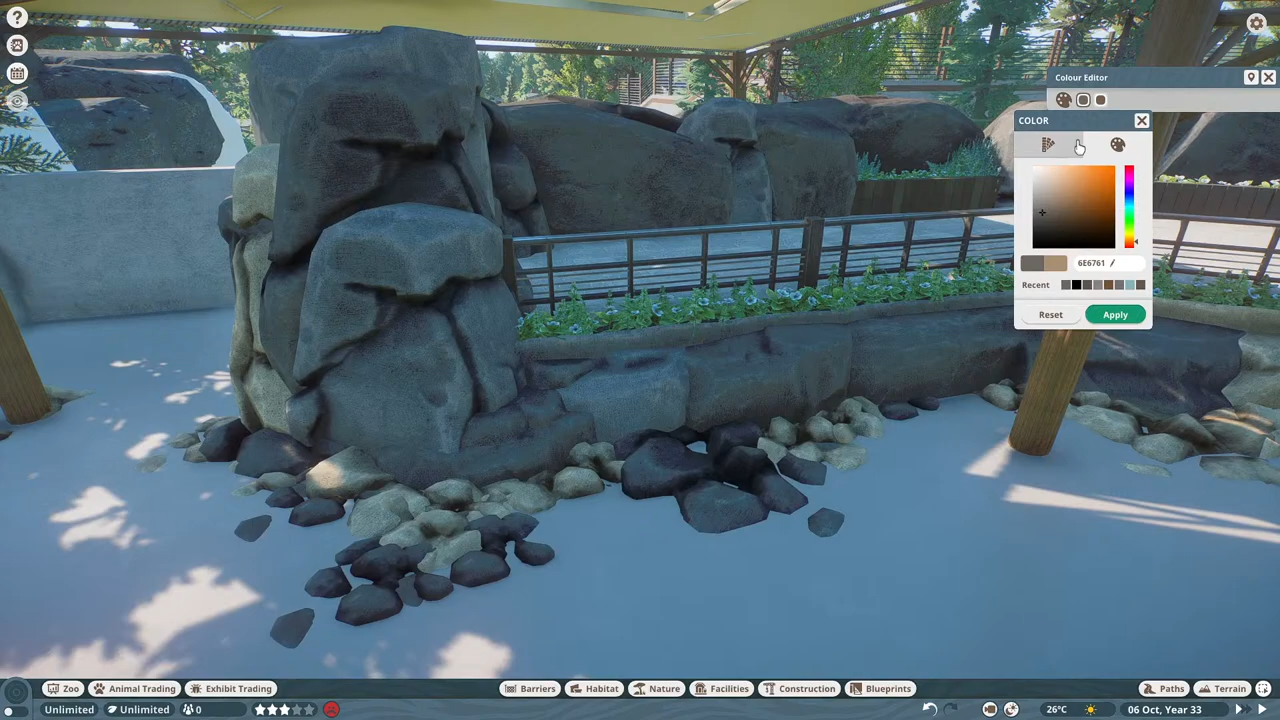 Colour Editor
COLOR
6E6761
Recent
Reset
Apply
Zoo
Animal Trading
Exhibit Trading
Barriers
Habitat
Nature
Facilities
Construction
Blueprints
Paths
Terrain
Unlimited
Unlimited
0
26°C
06 Oct, Year 33